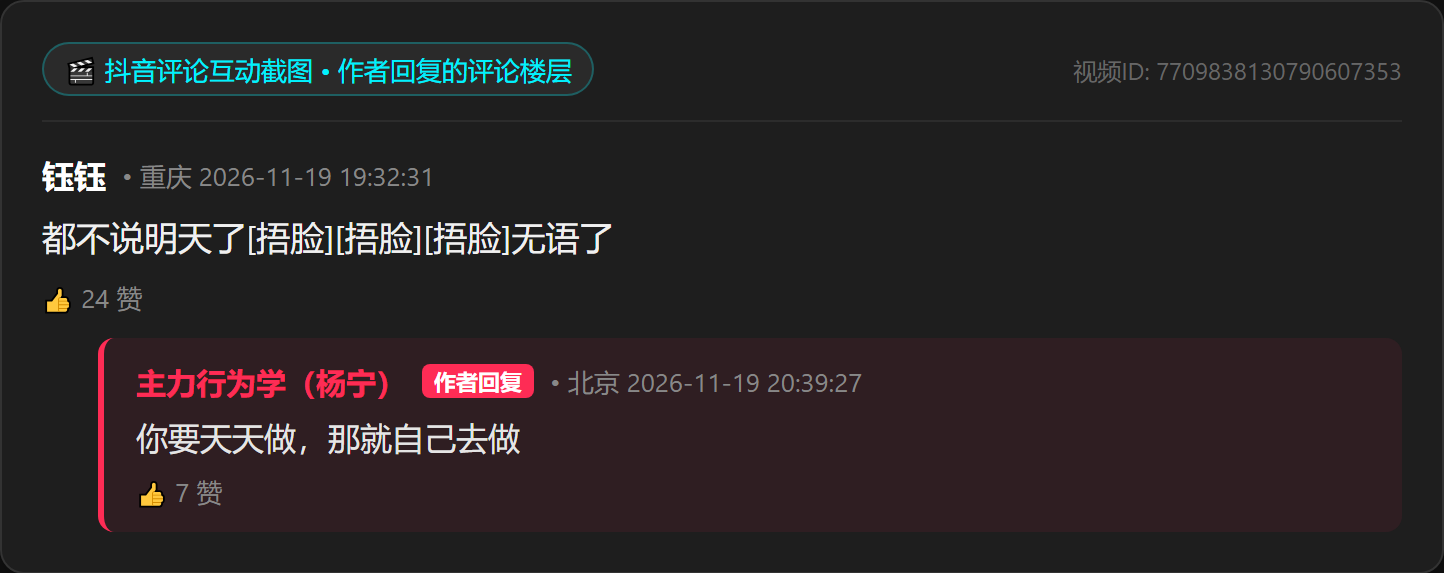 🎬 抖音评论互动截图 • 作者回复的评论楼层
视频ID: 7709838130790607353
钰钰 • 重庆 2026-11-19 19:32:31
都不说明天了[捂脸][捂脸][捂脸]无语了
👍 24 赞
主力行为学（杨宁） 作者回复 • 北京 2026-11-19 20:39:27
你要天天做，那就自己去做
👍 7 赞